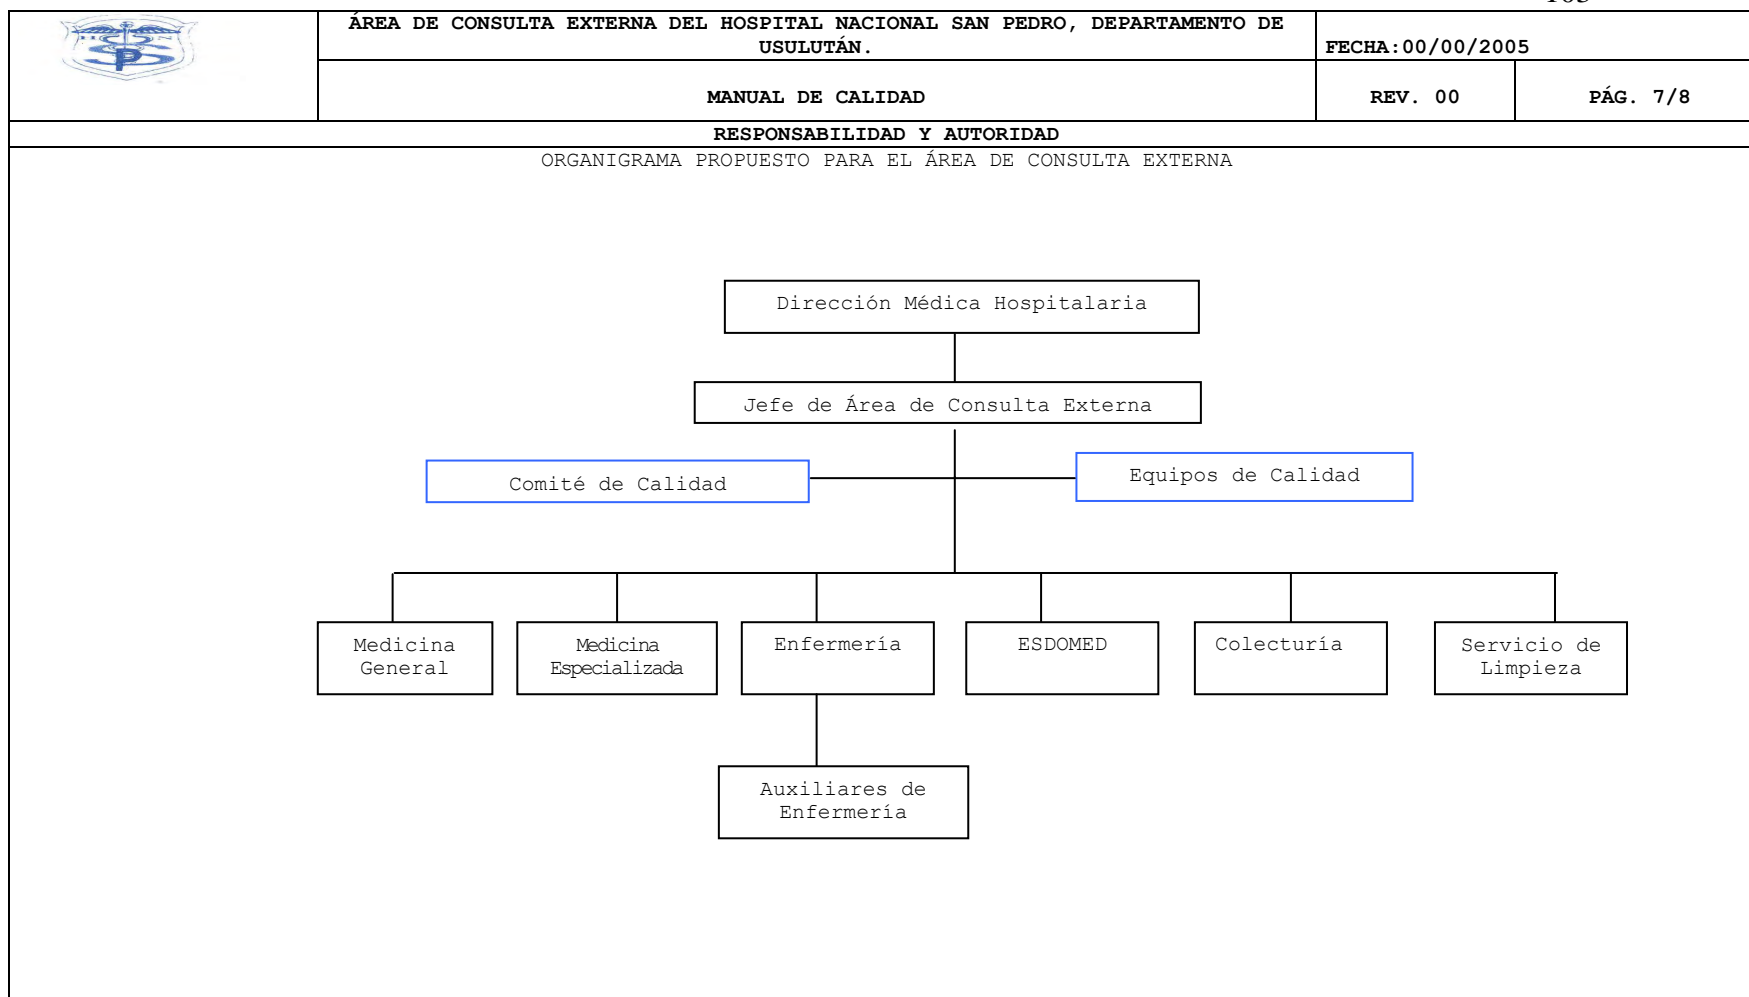 ÁREA DE CONSULTA EXTERNA DEL HOSPITAL NACIONAL SAN PEDRO, DEPARTAMENTO DE
USULUTÁN.
FECHA:00/00/2005
MANUAL DE CALIDAD
REV. 00
PÁG. 7/8
RESPONSABILIDAD Y AUTORIDAD
ORGANIGRAMA PROPUESTO PARA EL ÁREA DE CONSULTA EXTERNA
Dirección Médica Hospitalaria
Jefe de Área de Consulta Externa
Comité de Calidad
Equipos de Calidad
Medicina
General
Medicina
Especializada
Enfermería
ESDOMED
Colecturía
Servicio de
Limpieza
Auxiliares de
Enfermería